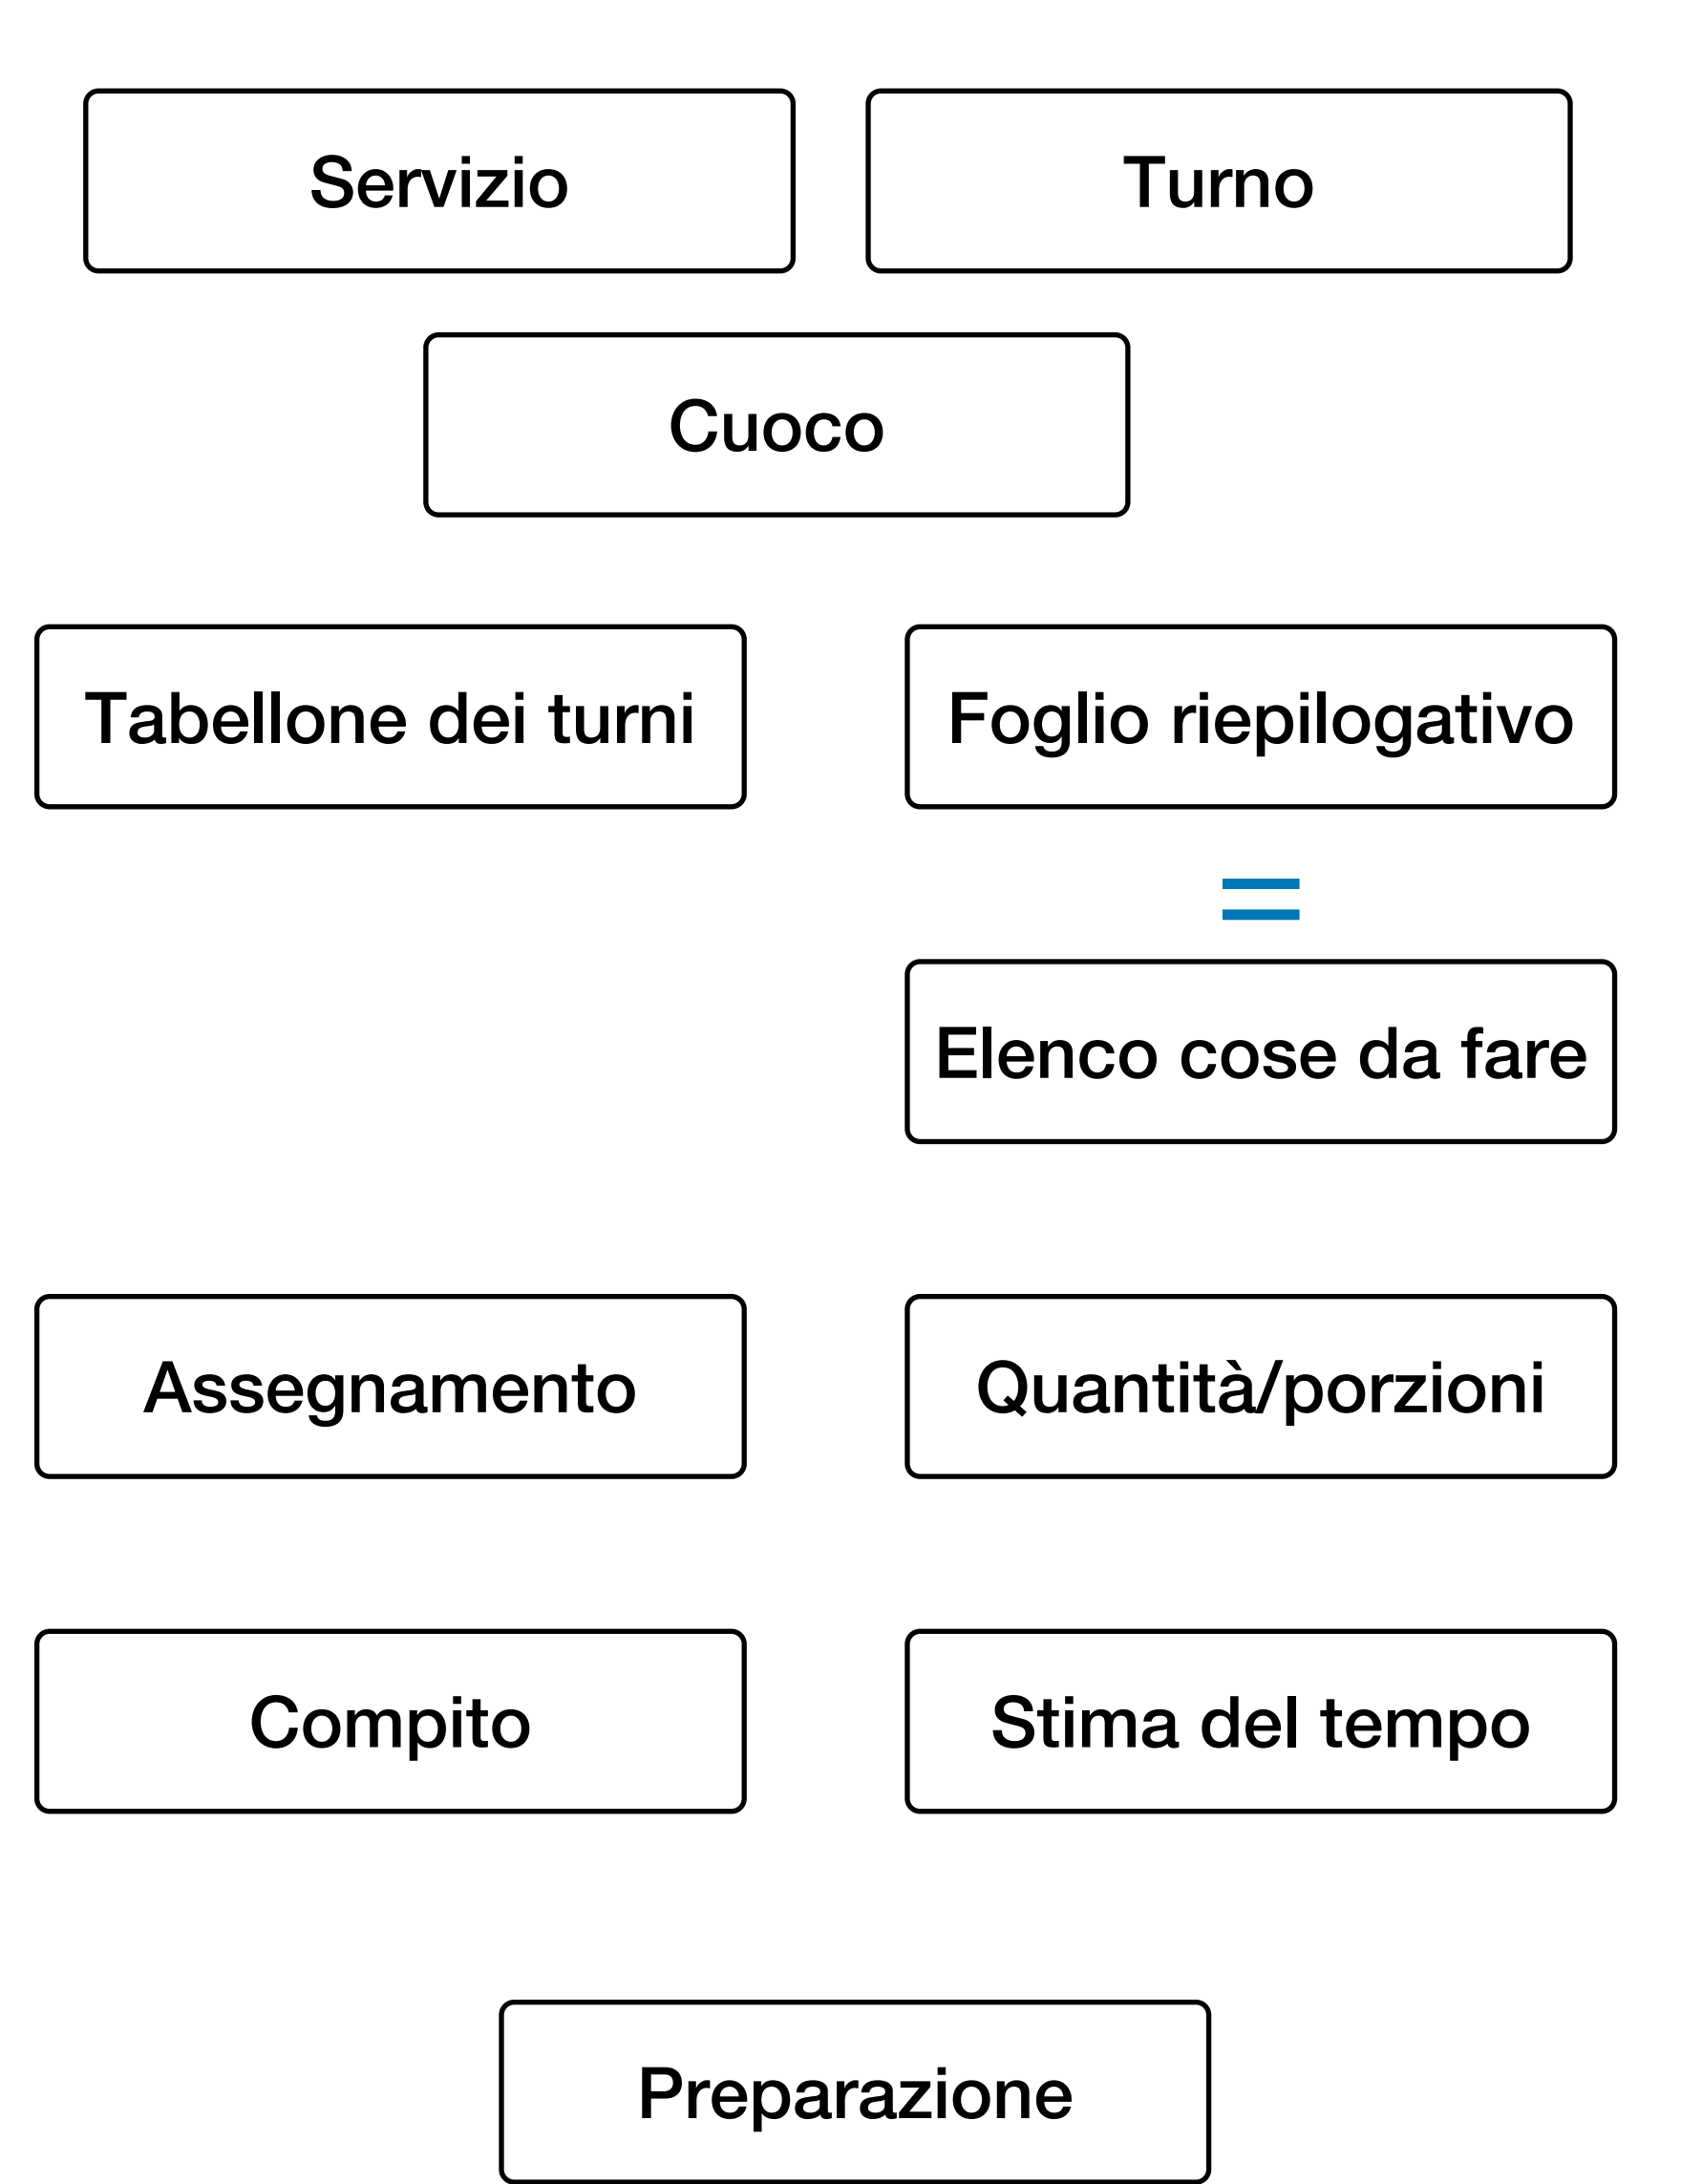 Servizio
Turno
Cuoco
Tabellone dei turni
Foglio riepilogativo
=
Elenco cose da fare
Assegnamento
Quantità/porzioni
Compito
Stima del tempo
Preparazione